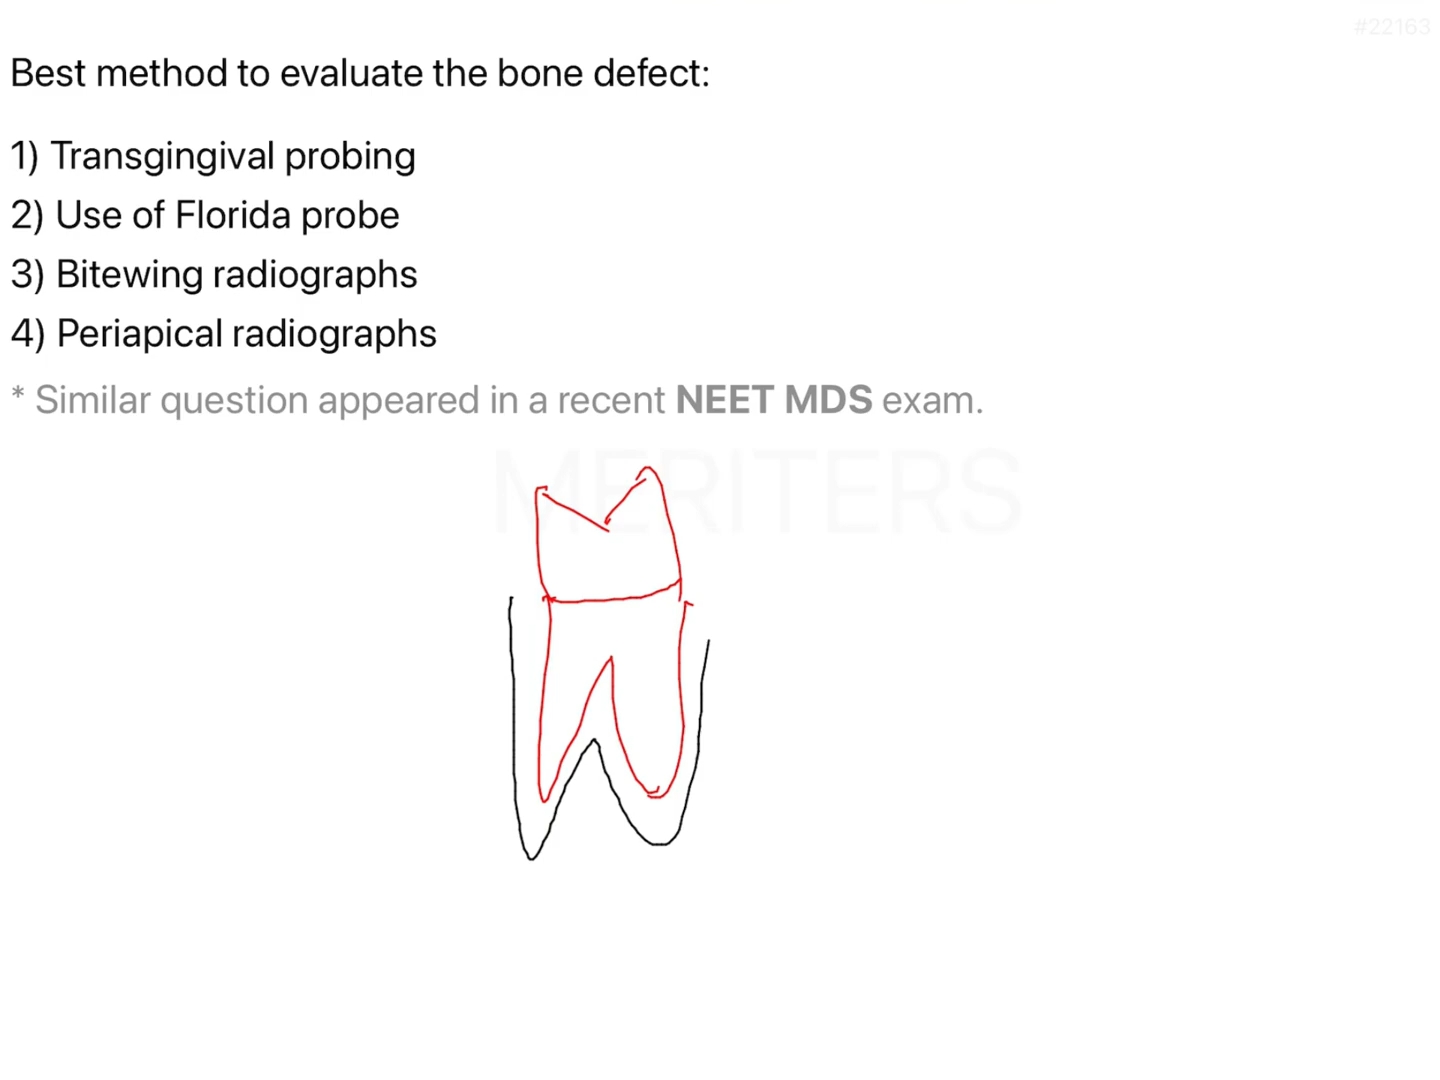 #22163
Best method to evaluate the bone defect:
1) Transgingival probing
2) Use of Florida probe
3) Bitewing radiographs
4) Periapical radiographs
* Similar question appeared in a recent NEET MDS exam.
MERITERS